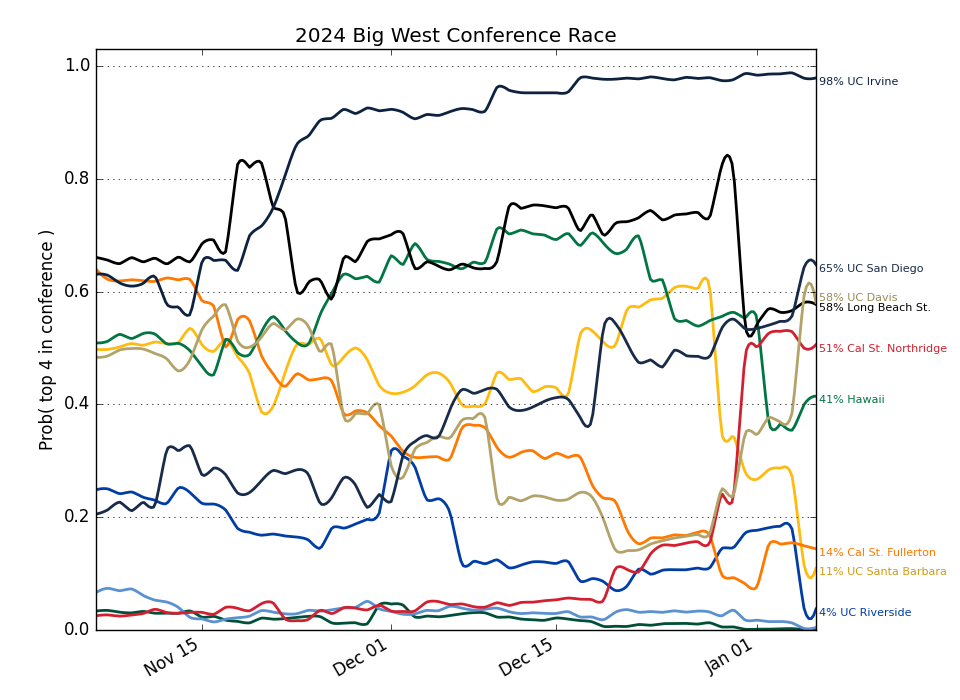 2024 Big West Conference Race
Prob( top 4 in conference )
1.0
0.8
0.6
0.4
0.2
0.0
Nov 15
Dec 01
Dec 15
Jan 01
98% UC Irvine
65% UC San Diego
58% UC Davis
58% Long Beach St.
51% Cal St. Northridge
41% Hawaii
14% Cal St. Fullerton
11% UC Santa Barbara
4% UC Riverside